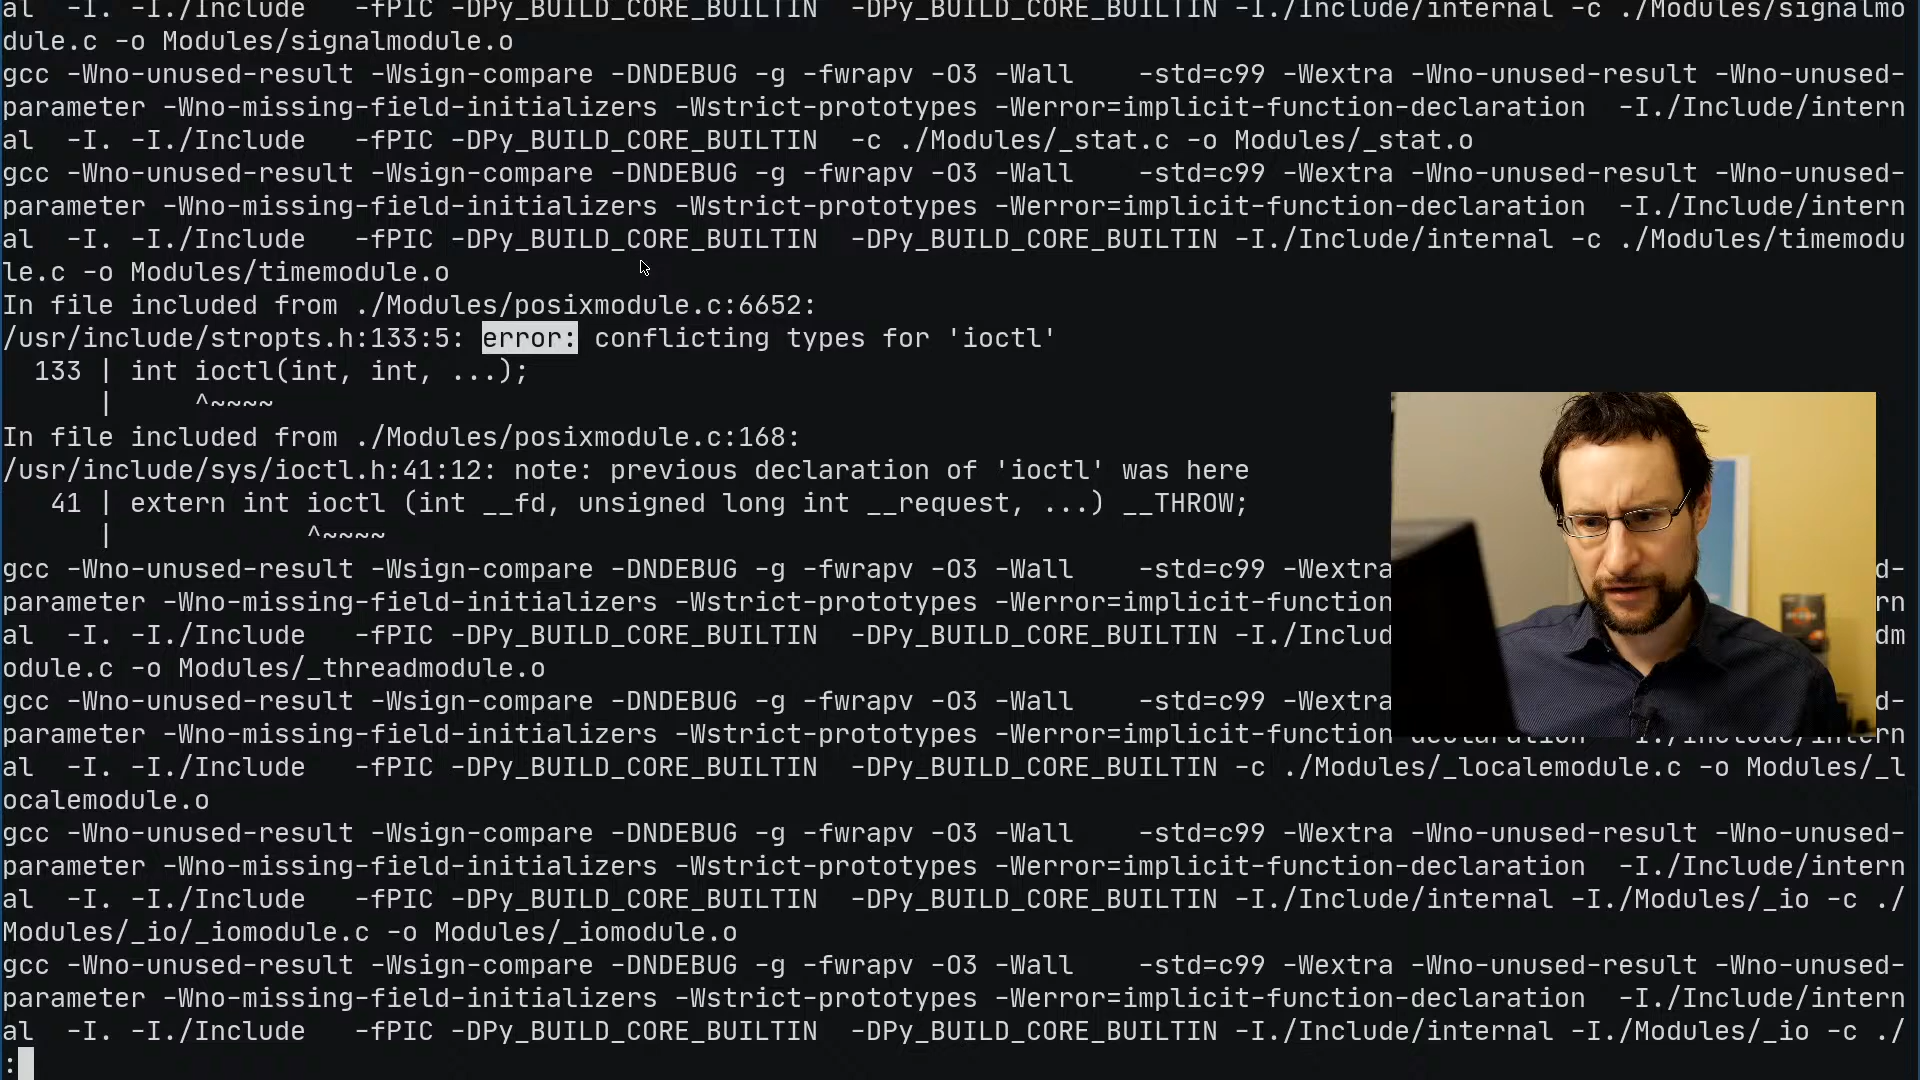 al  -I. -I./Include   -fPIC -DPy_BUILD_CORE_BUILTIN  -DPy_BUILD_CORE_BUILTIN -I./Include/internal -c ./Modules/signalmo
dule.c -o Modules/signalmodule.o
gcc -Wno-unused-result -Wsign-compare -DNDEBUG -g -fwrapv -O3 -Wall    -std=c99 -Wextra -Wno-unused-result -Wno-unused-
parameter -Wno-missing-field-initializers -Wstrict-prototypes -Werror=implicit-function-declaration  -I./Include/intern
al  -I. -I./Include   -fPIC -DPy_BUILD_CORE_BUILTIN  -c ./Modules/_stat.c -o Modules/_stat.o
gcc -Wno-unused-result -Wsign-compare -DNDEBUG -g -fwrapv -O3 -Wall    -std=c99 -Wextra -Wno-unused-result -Wno-unused-
parameter -Wno-missing-field-initializers -Wstrict-prototypes -Werror=implicit-function-declaration  -I./Include/intern
al  -I. -I./Include   -fPIC -DPy_BUILD_CORE_BUILTIN  -DPy_BUILD_CORE_BUILTIN -I./Include/internal -c ./Modules/timemodu
le.c -o Modules/timemodule.o
In file included from ./Modules/posixmodule.c:6652:
/usr/include/stropts.h:133:5: error: conflicting types for 'ioctl'
  133 | int ioctl(int, int, ...);
      |     ^~~~~
In file included from ./Modules/posixmodule.c:168:
/usr/include/sys/ioctl.h:41:12: note: previous declaration of 'ioctl' was here
   41 | extern int ioctl (int __fd, unsigned long int __request, ...) __THROW;
      |            ^~~~~
gcc -Wno-unused-result -Wsign-compare -DNDEBUG -g -fwrapv -O3 -Wall    -std=c99 -Wextra d-
parameter -Wno-missing-field-initializers -Wstrict-prototypes -Werror=implicit-function rn
al  -I. -I./Include   -fPIC -DPy_BUILD_CORE_BUILTIN  -DPy_BUILD_CORE_BUILTIN -I./Includ dm
odule.c -o Modules/_threadmodule.o
gcc -Wno-unused-result -Wsign-compare -DNDEBUG -g -fwrapv -O3 -Wall    -std=c99 -Wextra d-
parameter -Wno-missing-field-initializers -Wstrict-prototypes -Werror=implicit-function-declaration  -I./Include/intern
al  -I. -I./Include   -fPIC -DPy_BUILD_CORE_BUILTIN  -DPy_BUILD_CORE_BUILTIN -c ./Modules/_localemodule.c -o Modules/_l
ocalemodule.o
gcc -Wno-unused-result -Wsign-compare -DNDEBUG -g -fwrapv -O3 -Wall    -std=c99 -Wextra -Wno-unused-result -Wno-unused-
parameter -Wno-missing-field-initializers -Wstrict-prototypes -Werror=implicit-function-declaration  -I./Include/intern
al  -I. -I./Include   -fPIC -DPy_BUILD_CORE_BUILTIN  -DPy_BUILD_CORE_BUILTIN -I./Include/internal -I./Modules/_io -c ./
Modules/_io/_iomodule.c -o Modules/_iomodule.o
gcc -Wno-unused-result -Wsign-compare -DNDEBUG -g -fwrapv -O3 -Wall    -std=c99 -Wextra -Wno-unused-result -Wno-unused-
parameter -Wno-missing-field-initializers -Wstrict-prototypes -Werror=implicit-function-declaration  -I./Include/intern
al  -I. -I./Include   -fPIC -DPy_BUILD_CORE_BUILTIN  -DPy_BUILD_CORE_BUILTIN -I./Include/internal -I./Modules/_io -c ./
: